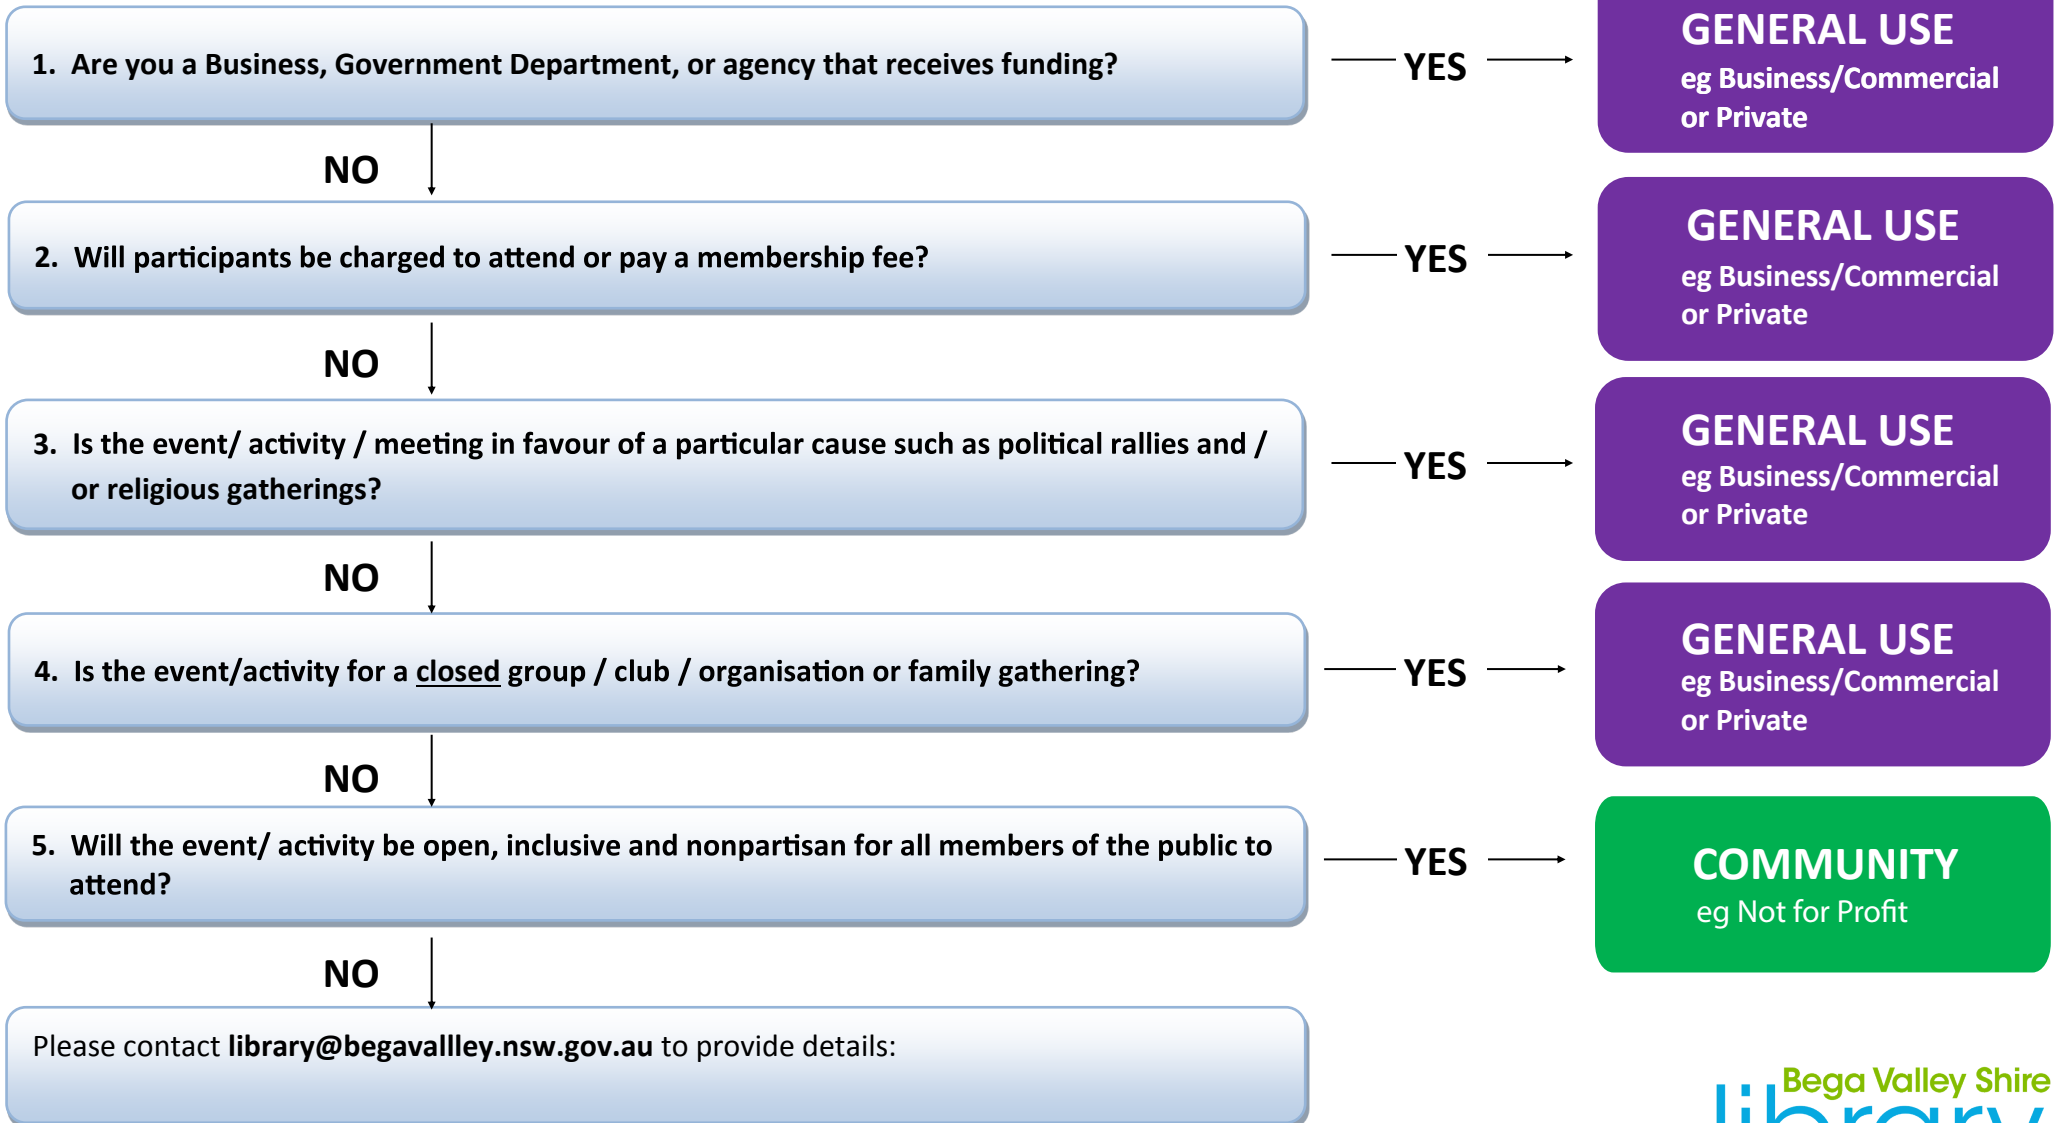 1. Are you a Business, Government Department, or agency that receives funding?
YES
GENERAL USE
eg Business/Commercial
or Private
NO
2. Will participants be charged to attend or pay a membership fee?
YES
GENERAL USE
eg Business/Commercial
or Private
NO
3. Is the event/ activity / meeting in favour of a particular cause such as political rallies and /
or religious gatherings?
YES
GENERAL USE
eg Business/Commercial
or Private
NO
4. Is the event/activity for a closed group / club / organisation or family gathering?
YES
GENERAL USE
eg Business/Commercial
or Private
NO
5. Will the event/ activity be open, inclusive and nonpartisan for all members of the public to
attend?
YES
COMMUNITY
eg Not for Profit
NO
Please contact library@begavallley.nsw.gov.au to provide details:
Bega Valley Shire
library